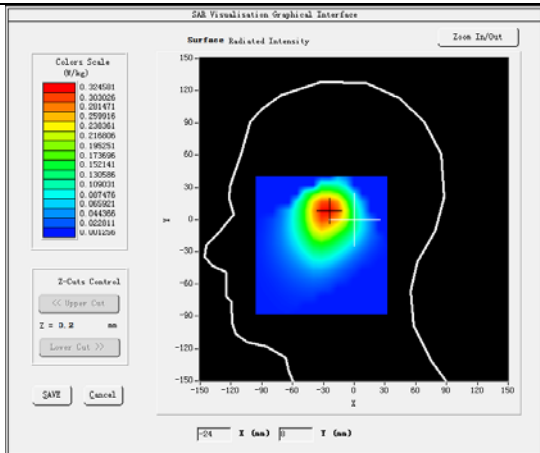 SAR Visualisation Graphical Interface
Surface Radiated Intensity
Zoom In/Out
Colors Scale
(W/kg)
0.324581
0.303026
0.281471
0.259916
0.238361
0.216806
0.195251
0.173696
0.152141
0.130586
0.109031
0.087476
0.065921
0.044366
0.022811
0.001256
Z-Cuts Control
<< Upper Cut
Z = 0.2 mm
Lower Cut >>
SAVE
Cancel
150
120
90
60
30
0
-30
-60
-90
-120
-150
Y
-150 -120 -90 -60 -30 0 30 60 90 120 150
X
-24 X (mm) 8 Y (mm)